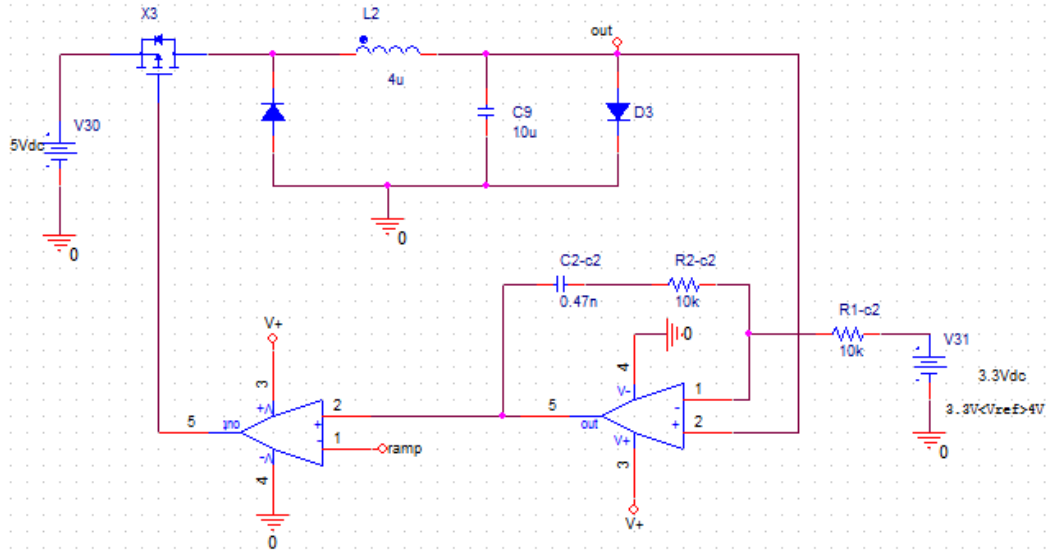 X3
L2
out
4u
C9
10u
D3
V30
5Vdc
0
0
C2-c2
R2-c2
0.47n
10k
R1-c2
10k
V31
3.3Vdc
3.3V<Vref>4V
0
0
V+
3
V+
5
out
+
2
-
1
ramp
V-
4
0
4
V-
5
out
1
-
2
+
V+
3
V+